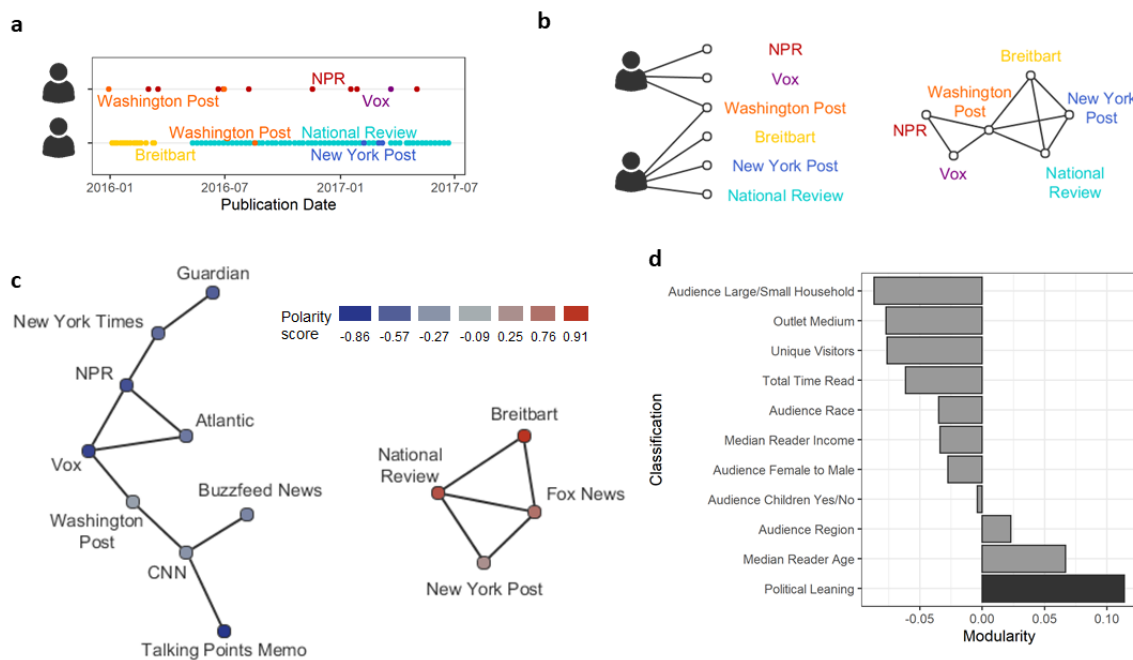 a
NPR
Washington Post
Vox
Washington Post
National Review
Breitbart
New York Post
2016-01
2016-07
2017-01
2017-07
Publication Date
b
NPR
Vox
Washington Post
Breitbart
New York Post
National Review
Breitbart
Washington
Post
New York
Post
NPR
Vox
National
Review
c
Guardian
New York Times
NPR
Atlantic
Vox
Buzzfeed News
Washington
Post
CNN
Talking Points Memo
Polarity
score
-0.86
-0.57
-0.27
-0.09
0.25
0.76
0.91
Breitbart
National
Review
Fox News
New York Post
d
Classification
Audience Large/Small Household
Outlet Medium
Unique Visitors
Total Time Read
Audience Race
Median Reader Income
Audience Female to Male
Audience Children Yes/No
Audience Region
Median Reader Age
Political Leaning
-0.05
0.00
0.05
0.10
Modularity